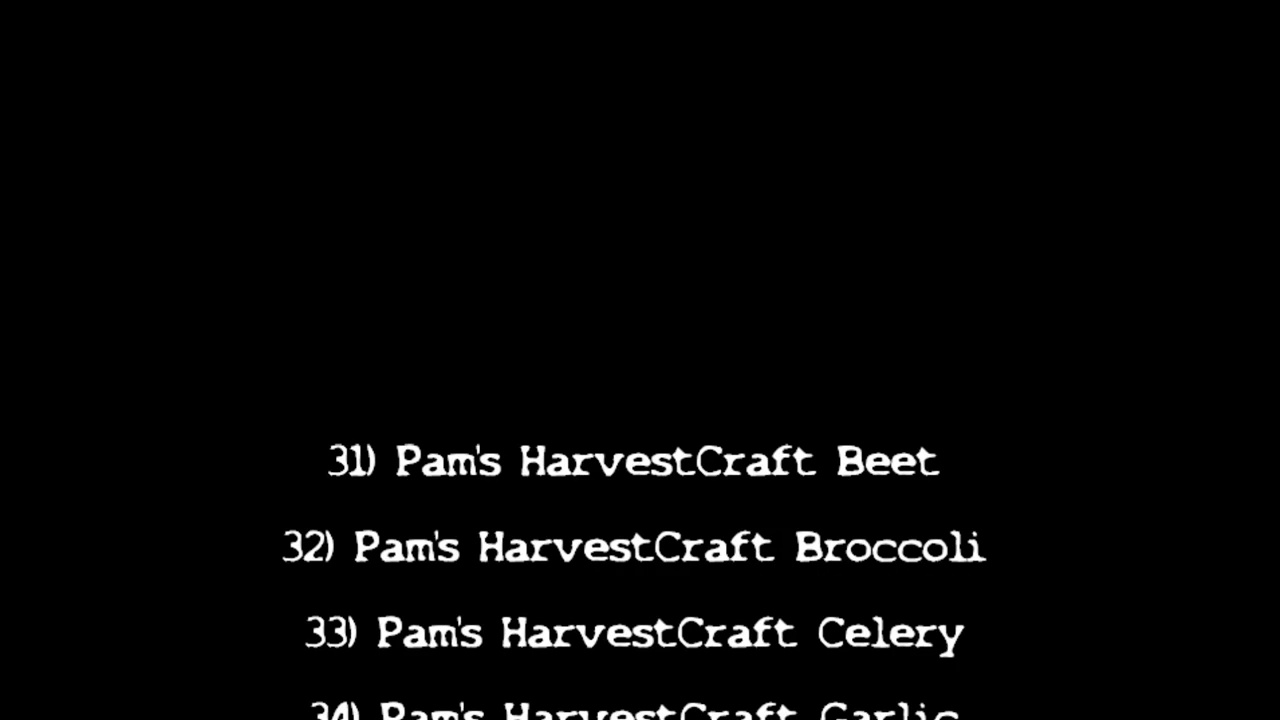 31) Pam's HarvestCraft Beet
32) Pam's HarvestCraft Broccoli
33) Pam's HarvestCraft Celery
34) Pam's HarvestCraft Garlic